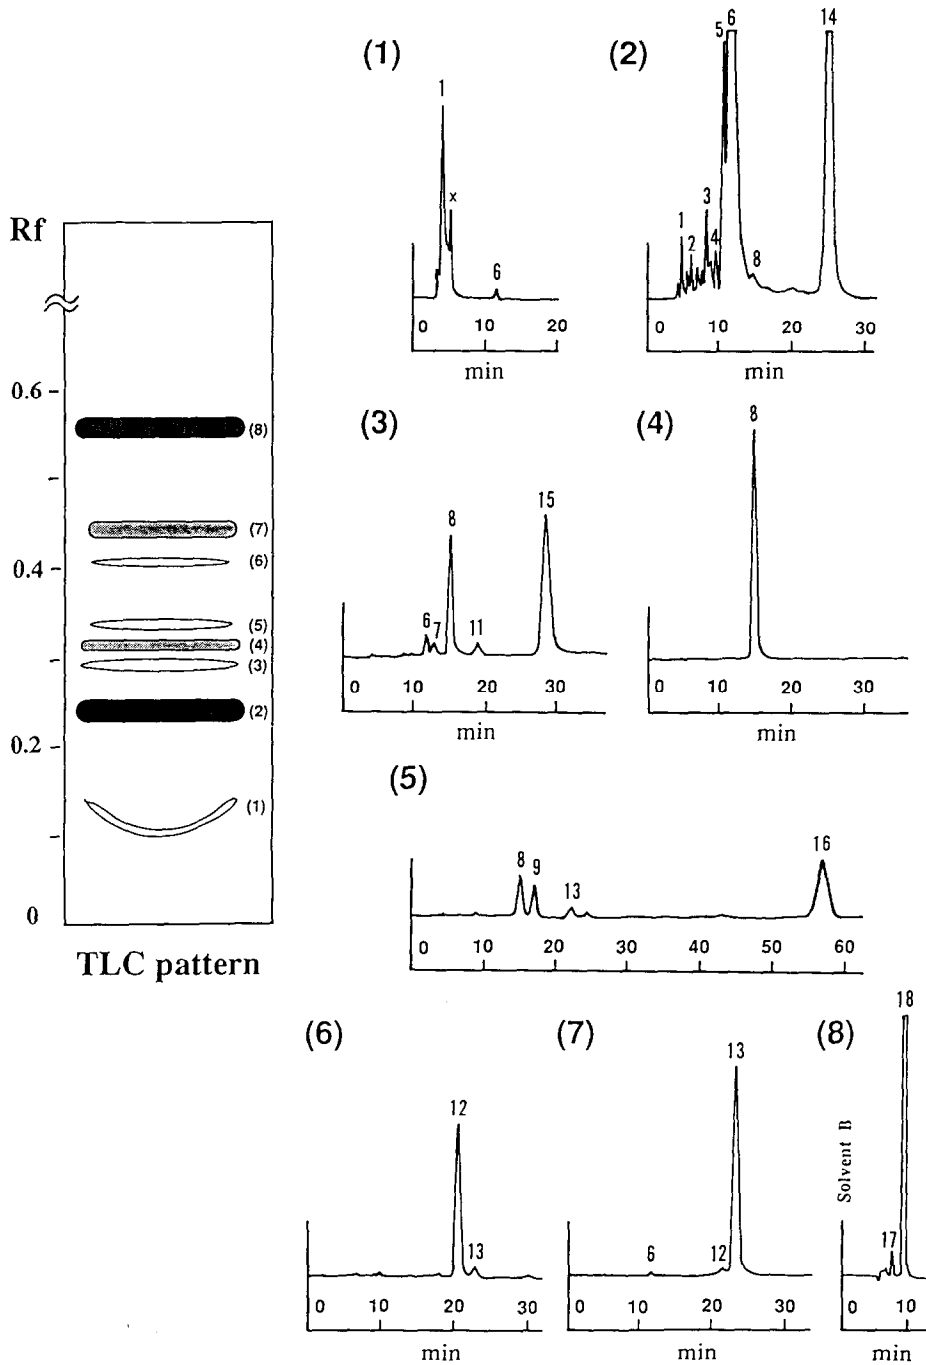 Rf
0.6
0.4
0.2
0
(8)
(7)
(6)
(5)
(4)
(3)
(2)
(1)
TLC pattern
(1)
1
x
6
0 10 20
min
(2)
5 6 14
1 2 3 4 8
0 10 20 30
min
(3)
6 7 8 11 15
0 10 20 30
min
(4)
8
0 10 20 30
min
(5)
8 9 13 16
0 10 20 30 40 50 60
(6)
12
13
0 10 20 30
min
(7)
13
6 12
0 10 20 30
min
(8)
18
Solvent B
17
0 10
min